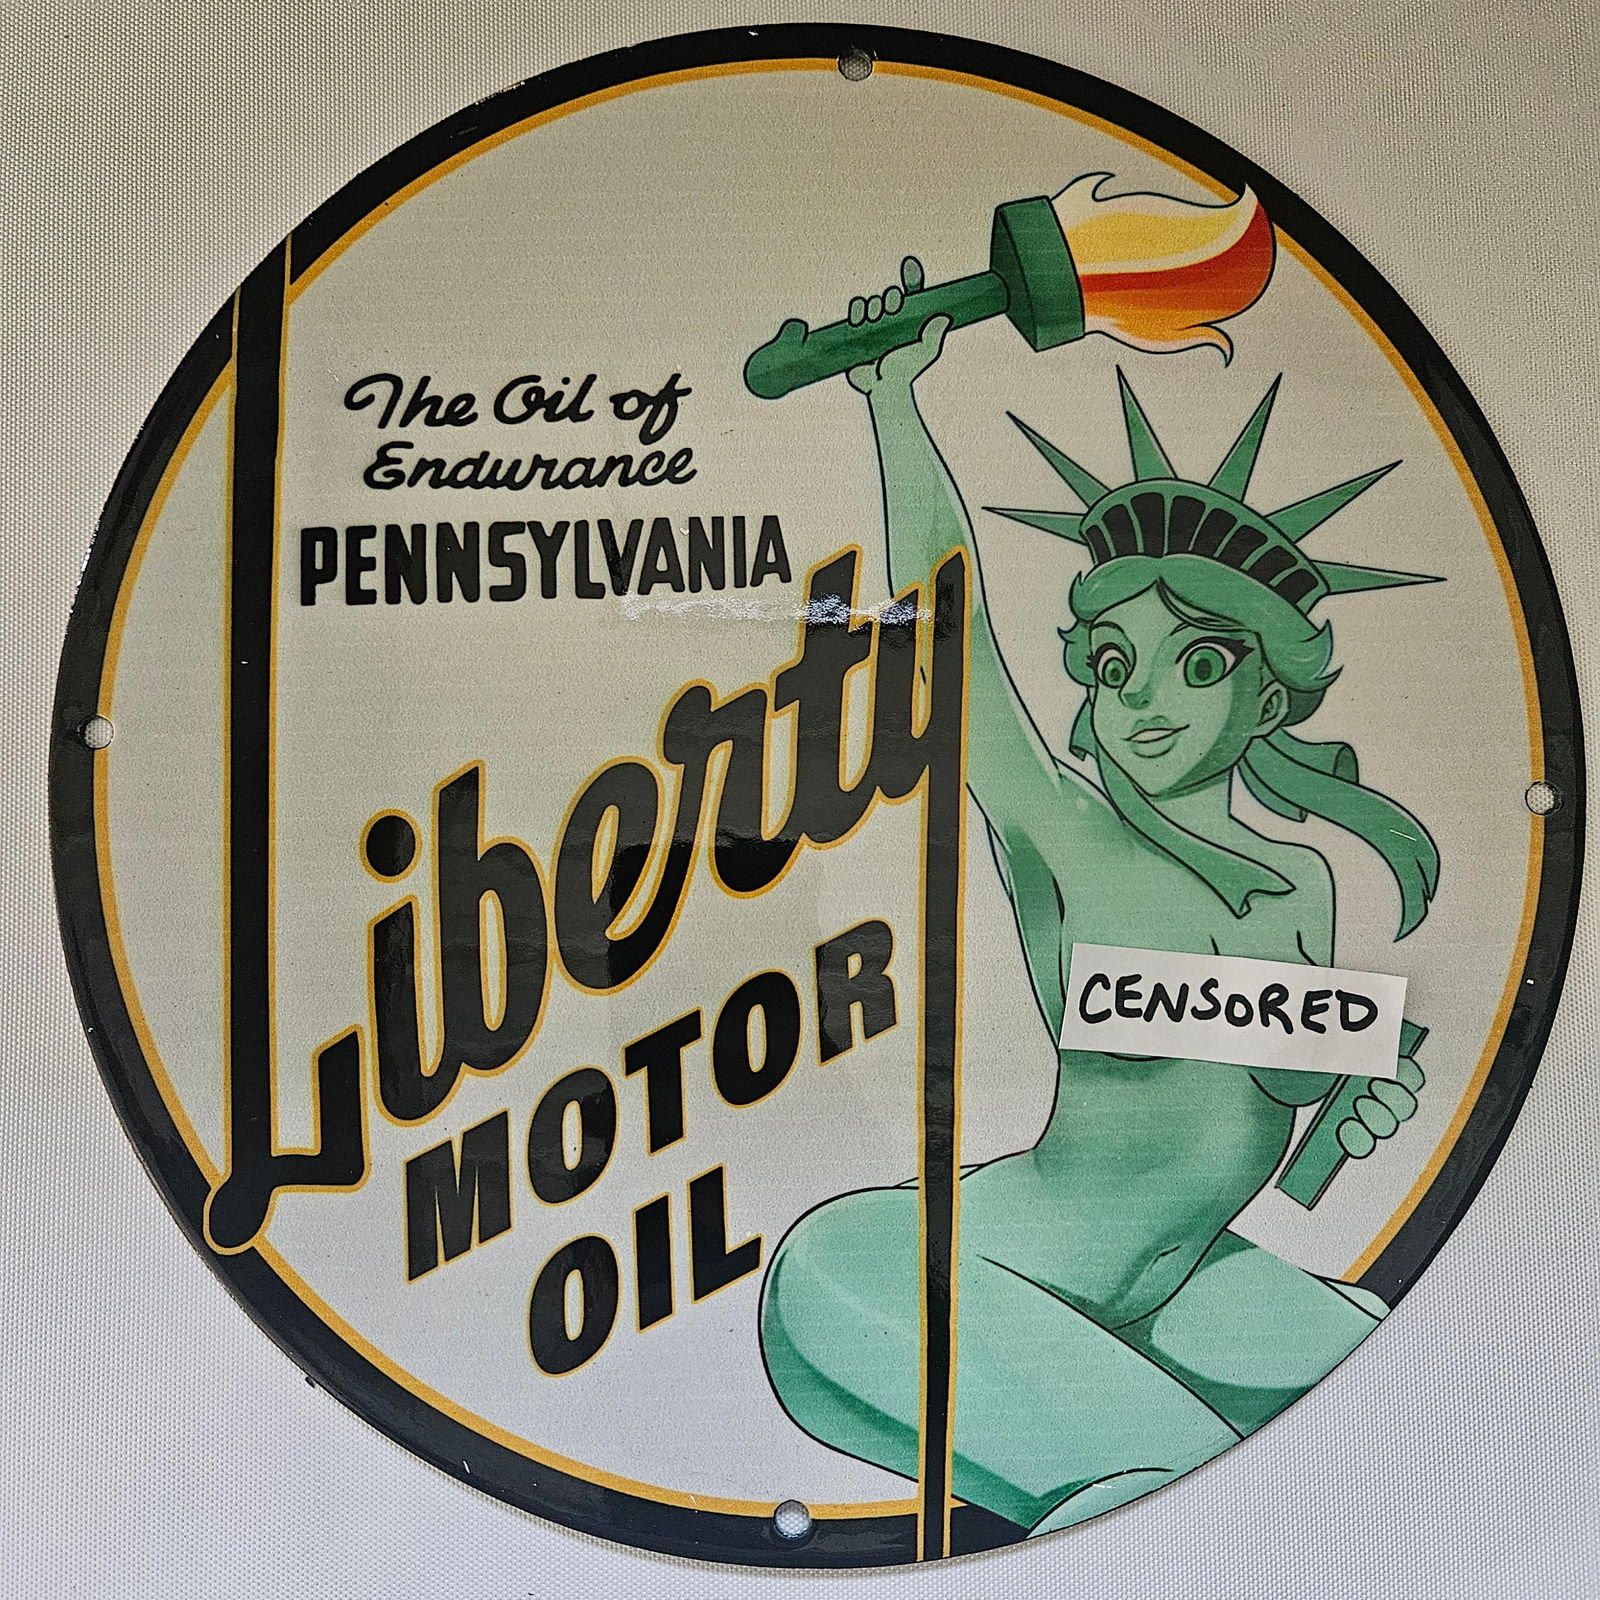 The Oil of
Endurance
PENNSYLVANIA
Liberty
MOTOR
OIL
CENSORED